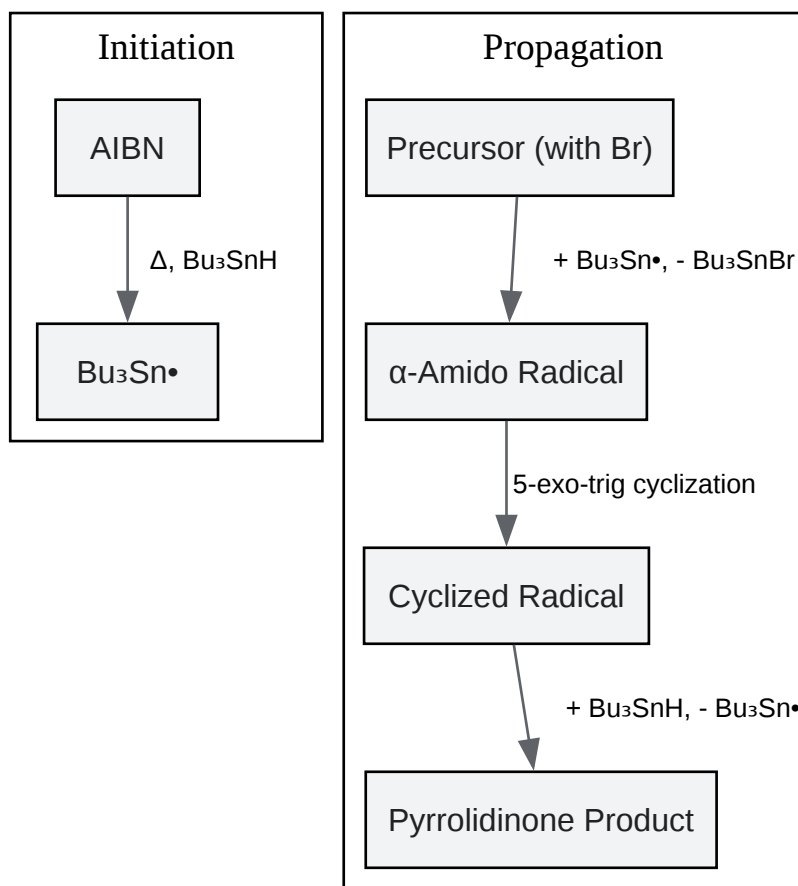 Initiation
AIBN
Δ, Bu₃SnH
Bu₃Sn•
Propagation
Precursor (with Br)
+ Bu₃Sn•, - Bu₃SnBr
α-Amido Radical
5-exo-trig cyclization
Cyclized Radical
+ Bu₃SnH, - Bu₃Sn•
Pyrrolidinone Product